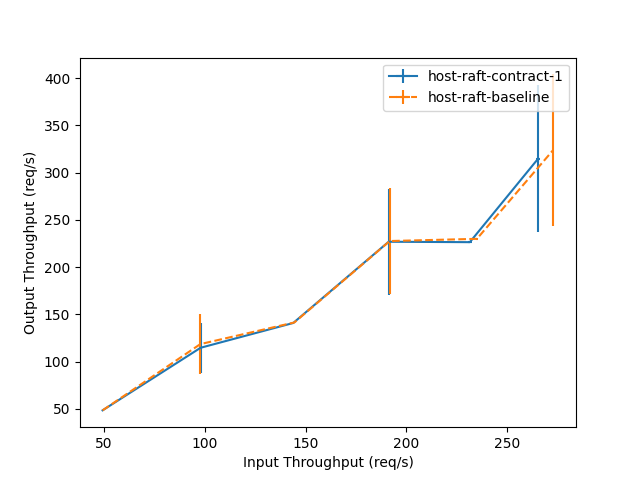 host-raft-contract-1
host-raft-baseline
400
350
300
250
200
150
100
50
Output Throughput (req/s)
50 100 150 200 250
Input Throughput (req/s)